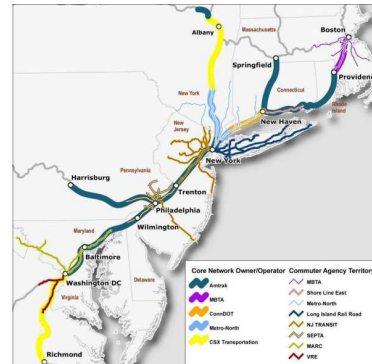 Boston
Massachusetts
Albany
Springfield
Providence
Connecticut
Rhode
Island
New York
New Haven
New
Jersey
New York
Pennsylvania
Harrisburg
Trenton
Philadelphia
Wilmington
Maryland
Baltimore
Washington DC
Delaware
Virginia
Richmond
Core Network Owner/Operator
Amtrak
MBTA
ConnDOT
Metro-North
CSX Transportation
Commuter Agency Territory
MBTA
Shore Line East
Metro-North
Long Island Rail Road
NJ TRANSIT
SEPTA
MARC
VRE